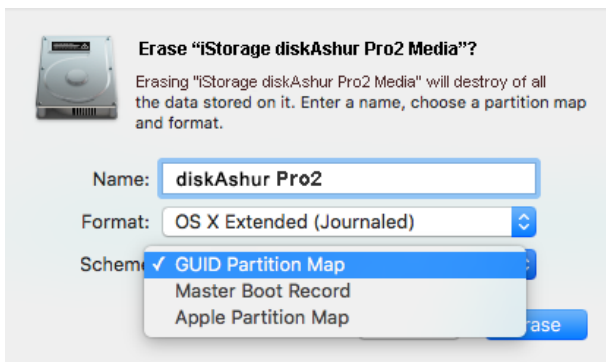 Erase “iStorage diskAshur Pro2 Media”?
Erasing "iStorage diskAshur Pro2 Media" will destroy of all
the data stored on it. Enter a name, choose a partition map
and format.
Name: diskAshur Pro2
Format: OS X Extended (Journaled)
Schem ✓ GUID Partition Map
Master Boot Record
Apple Partition Map
rase